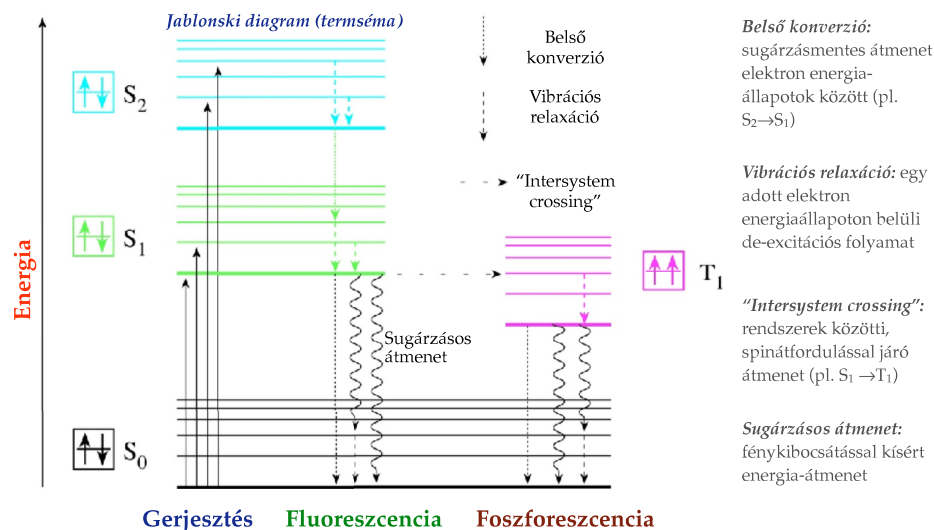 Jablonski diagram (termséma)
Energia
S2
S1
S0
T1
Belső
konverzió
Vibrációs
relaxáció
“Intersystem
crossing”
Sugárzásos
átmenet
Gerjesztés
Fluoreszcencia
Foszforeszcencia
Belső konverzió:
sugárzásmentes átmenet
elektron energia-
állapotok között (pl.
S2→S1)
Vibrációs relaxáció: egy
adott elektron
energiaállapoton belüli
de-excitációs folyamat
“Intersystem crossing”:
rendszerek közötti,
spinátfordulással járó
átmenet (pl. S1 →T1)
Sugárzásos átmenet:
fénykibocsátással kísért
energia-átmenet